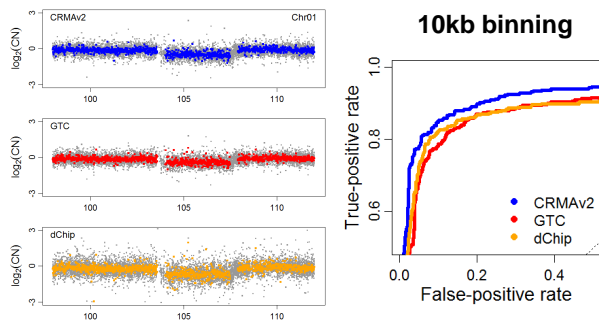 CRMAv2 Chr01
log2(CN)
3
0
-3
100 105 110
GTC
log2(CN)
3
0
-3
100 105 110
dChip
log2(CN)
3
0
-3
100 105 110
10kb binning
True-positive rate
1.0
0.8
0.6
CRMAv2
GTC
dChip
0.0 0.2 0.4
False-positive rate